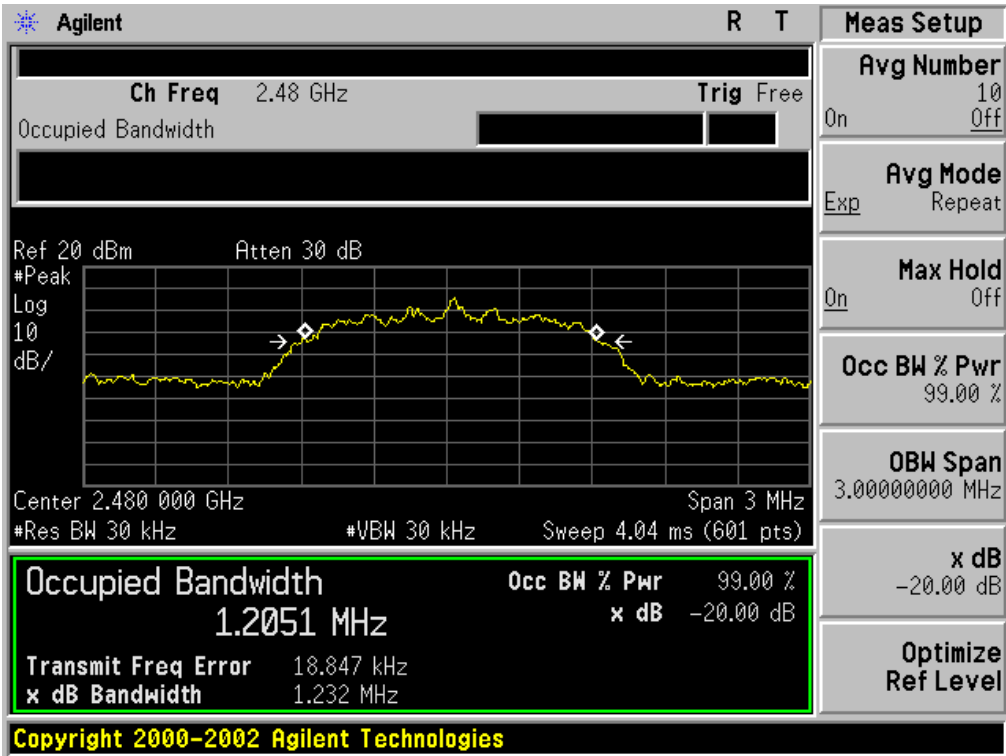 Agilent R T
Meas Setup
Ch Freq 2.48 GHz Trig Free
Occupied Bandwidth
Ref 20 dBm Atten 30 dB
#Peak
Log
10
dB/
Center 2.480 000 GHz Span 3 MHz
#Res BW 30 kHz #VBW 30 kHz Sweep 4.04 ms (601 pts)
Occupied Bandwidth Occ BW % Pwr 99.00 %
1.2051 MHz x dB -20.00 dB
Transmit Freq Error 18.847 kHz
x dB Bandwidth 1.232 MHz
Avg Number
10
On Off
Avg Mode
Exp Repeat
Max Hold
On Off
Occ BW % Pwr
99.00 %
OBW Span
3.00000000 MHz
x dB
-20.00 dB
Optimize
Ref Level
Copyright 2000-2002 Agilent Technologies